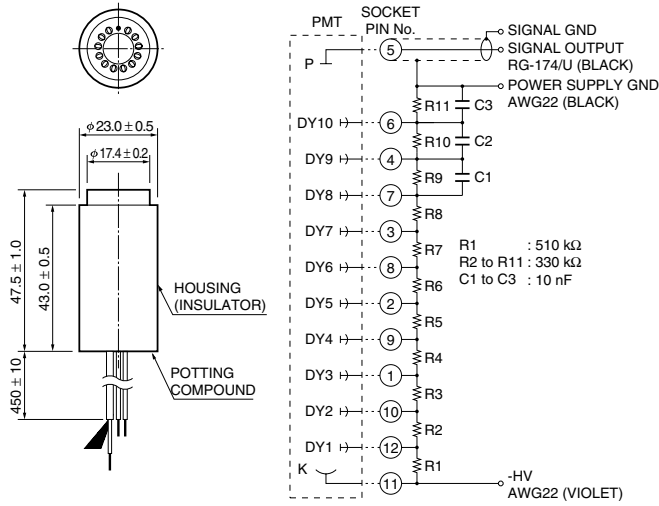 φ 23.0 ± 0.5
φ 17.4 ± 0.2
47.5 ± 1.0
43.0 ± 0.5
450 ± 10
HOUSING
(INSULATOR)
POTTING
COMPOUND
PMT
SOCKET
PIN No.
P
5
SIGNAL GND
SIGNAL OUTPUT
RG-174/U (BLACK)
POWER SUPPLY GND
AWG22 (BLACK)
R11
C3
DY10
6
R10
C2
DY9
4
R9
C1
DY8
7
R8
DY7
3
R7
DY6
8
R6
DY5
2
R5
DY4
9
R4
DY3
1
R3
DY2
10
R2
DY1
12
R1
K
11
-HV
AWG22 (VIOLET)
R1 : 510 kΩ
R2 to R11 : 330 kΩ
C1 to C3 : 10 nF